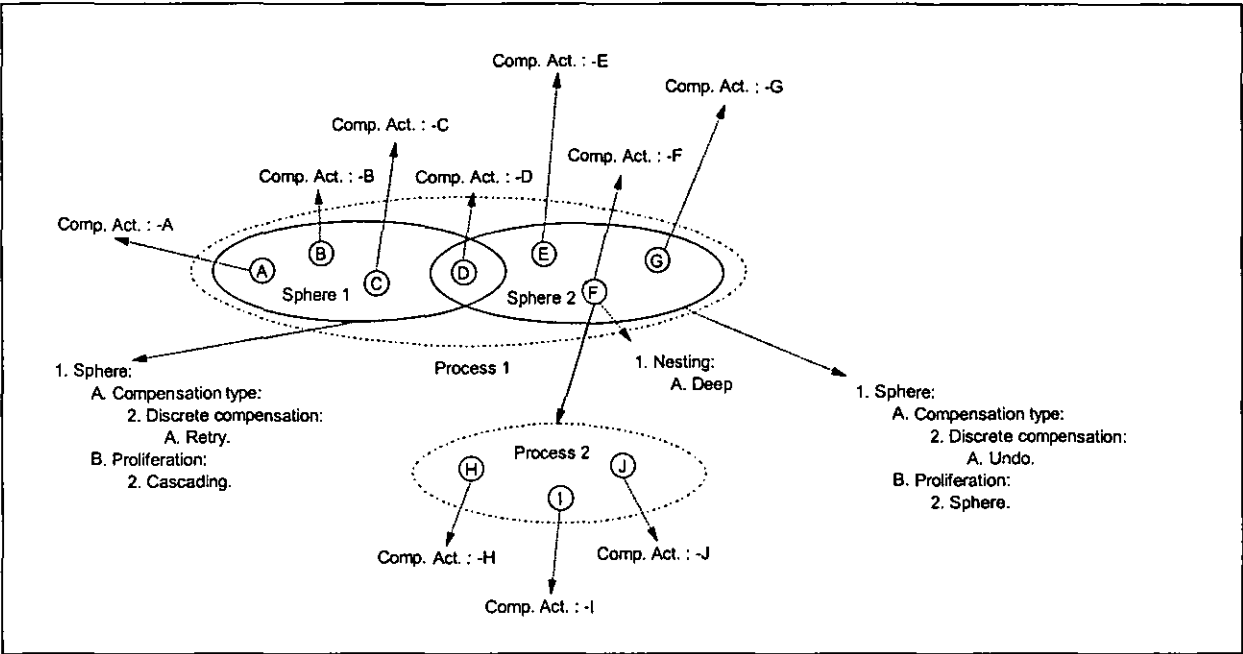 Comp. Act. : -E
Comp. Act. : -G
Comp. Act. : -C
Comp. Act. : -F
Comp. Act. : -B
Comp. Act. : -D
Comp. Act. : -A
A
B
C
D
E
F
G
Sphere 1
Sphere 2
Process 1
1. Sphere:
A. Compensation type:
2. Discrete compensation:
A. Retry.
B. Proliferation:
2. Cascading.
1. Nesting:
A. Deep
1. Sphere:
A. Compensation type:
2. Discrete compensation:
A. Undo.
B. Proliferation:
2. Sphere.
Process 2
H
I
J
Comp. Act. : -H
Comp. Act. : -J
Comp. Act. : -I